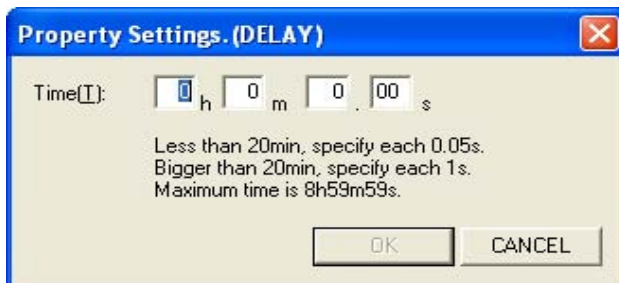 Property Settings.(DELAY)
Time(T): 0 h 0 m 0 . 00 s
Less than 20min, specify each 0.05s.
Bigger than 20min, specify each 1s.
Maximum time is 8h59m59s.
OK CANCEL